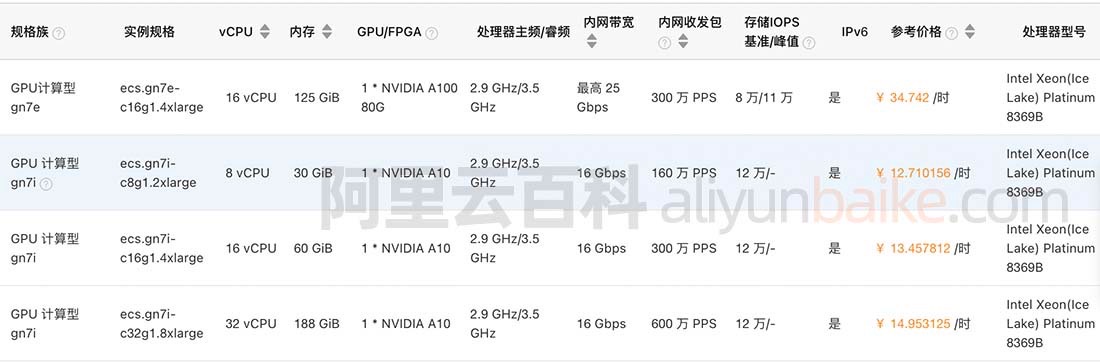 规格族 实例规格 vCPU 内存 GPU/FPGA 处理器主频/睿频 内网带宽 内网收发包 存储IOPS 基准/峰值 IPv6 参考价格 处理器型号
GPU计算型 gn7e ecs.gn7e-c16g1.4xlarge 16 vCPU 125 GiB 1 * NVIDIA A100 80G 2.9 GHz/3.5 GHz 最高 25 Gbps 300 万 PPS 8 万/11 万 是 ¥ 34.742 /时 Intel Xeon(Ice Lake) Platinum 8369B
GPU 计算型 gn7i ecs.gn7i-c8g1.2xlarge 8 vCPU 30 GiB 1 * NVIDIA A10 2.9 GHz/3.5 GHz 16 Gbps 160 万 PPS 12 万/- 是 ¥ 12.710156 /时 Intel Xeon(Ice Lake) Platinum 8369B
阿里云百科 aliyunbaike.com
GPU 计算型 gn7i ecs.gn7i-c16g1.4xlarge 16 vCPU 60 GiB 1 * NVIDIA A10 2.9 GHz/3.5 GHz 16 Gbps 300 万 PPS 12 万/- 是 ¥ 13.457812 /时 Intel Xeon(Ice Lake) Platinum 8369B
GPU 计算型 gn7i ecs.gn7i-c32g1.8xlarge 32 vCPU 188 GiB 1 * NVIDIA A10 2.9 GHz/3.5 GHz 16 Gbps 600 万 PPS 12 万/- 是 ¥ 14.953125 /时 Intel Xeon(Ice Lake) Platinum 8369B